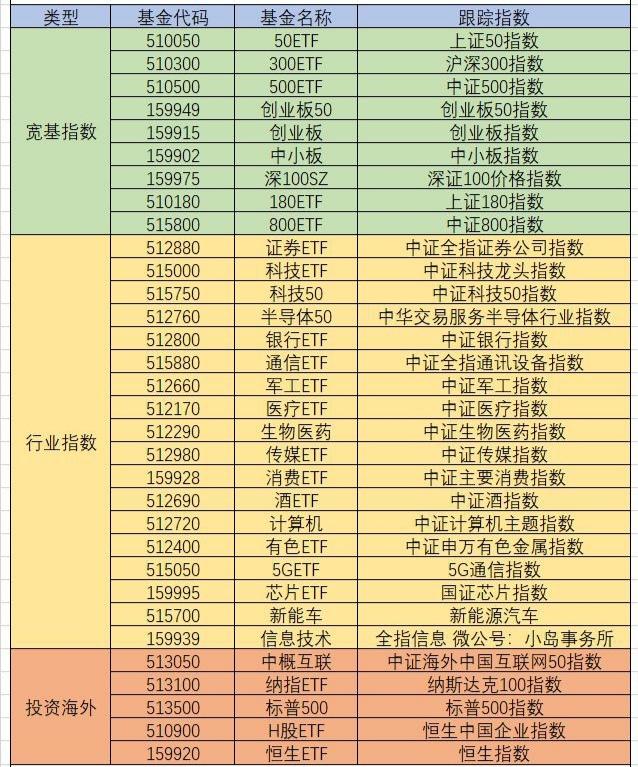 类型 基金代码 基金名称 跟踪指数
510050 50ETF 上证50指数
510300 300ETF 沪深300指数
510500 500ETF 中证500指数
159949 创业板50 创业板50指数
宽基指数 159915 创业板 创业板指数
159902 中小板 中小板指数
159975 深100SZ 深证100价格指数
510180 180ETF 上证180指数
515800 800ETF 中证800指数
512880 证券ETF 中证全指证券公司指数
515000 科技ETF 中证科技龙头指数
515750 科技50 中证科技50指数
512760 半导体50 中华交易服务半导体行业指数
512800 银行ETF 中证银行指数
515880 通信ETF 中证全指通讯设备指数
512660 军工ETF 中证军工指数
512170 医疗ETF 中证医疗指数
行业指数 512290 生物医药 中证生物医药指数
512980 传媒ETF 中证传媒指数
159928 消费ETF 中证主要消费指数
512690 酒ETF 中证酒指数
512720 计算机 中证计算机主题指数
512400 有色ETF 中证申万有色金属指数
515050 5GETF 5G通信指数
159995 芯片ETF 国证芯片指数
515700 新能车 新能源汽车
159939 信息技术 全指信息 微公号：小岛事务所
513050 中概互联 中证海外中国互联网50指数
513100 纳指ETF 纳斯达克100指数
投资海外 513500 标普500 标普500指数
510900 H股ETF 恒生中国企业指数
159920 恒生ETF 恒生指数